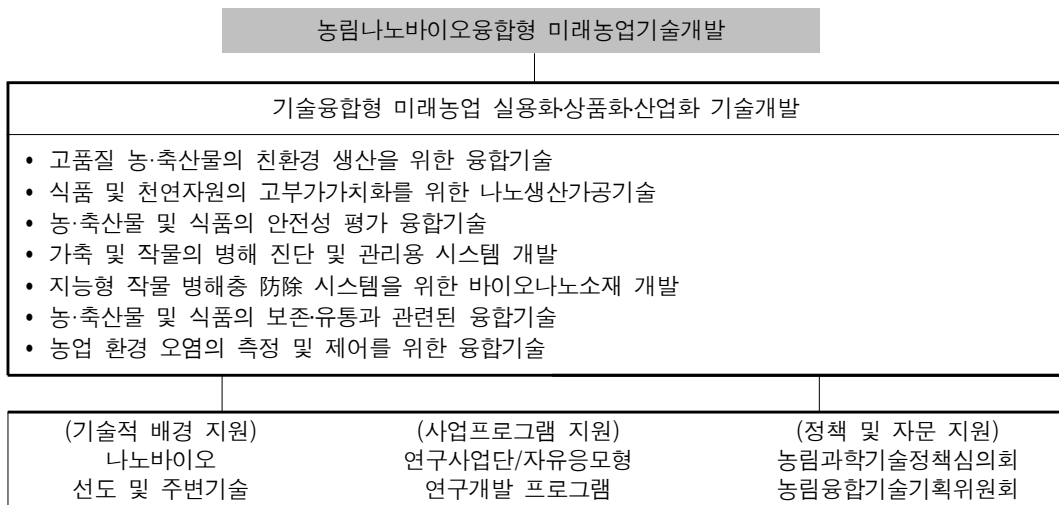 농림나노바이오융합형 미래농업기술개발
기술융합형 미래농업 실용화·상품화·산업화 기술개발
• 고품질 농·축산물의 친환경 생산을 위한 융합기술
• 식품 및 천연자원의 고부가가치화를 위한 나노생산가공기술
• 농·축산물 및 식품의 안전성 평가 융합기술
• 가축 및 작물의 병해 진단 및 관리용 시스템 개발
• 지능형 작물 병해충 防除 시스템을 위한 바이오나노소재 개발
• 농·축산물 및 식품의 보존·유통과 관련된 융합기술
• 농업 환경 오염의 측정 및 제어를 위한 융합기술
(기술적 배경 지원) (사업프로그램 지원) (정책 및 자문 지원)
나노바이오 연구사업단/자유응모형 농림과학기술정책심의회
선도 및 주변기술 연구개발 프로그램 농림융합기술기획위원회